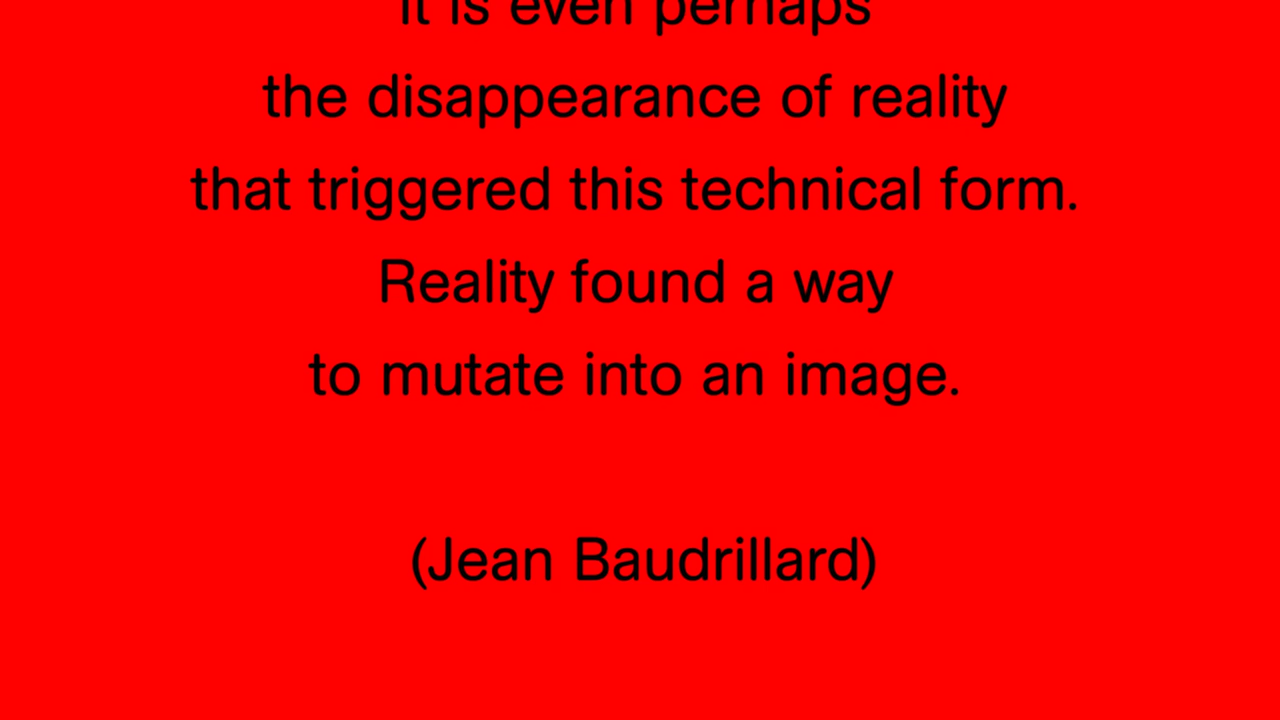 it is even perhaps
the disappearance of reality
that triggered this technical form.
Reality found a way
to mutate into an image.
(Jean Baudrillard)